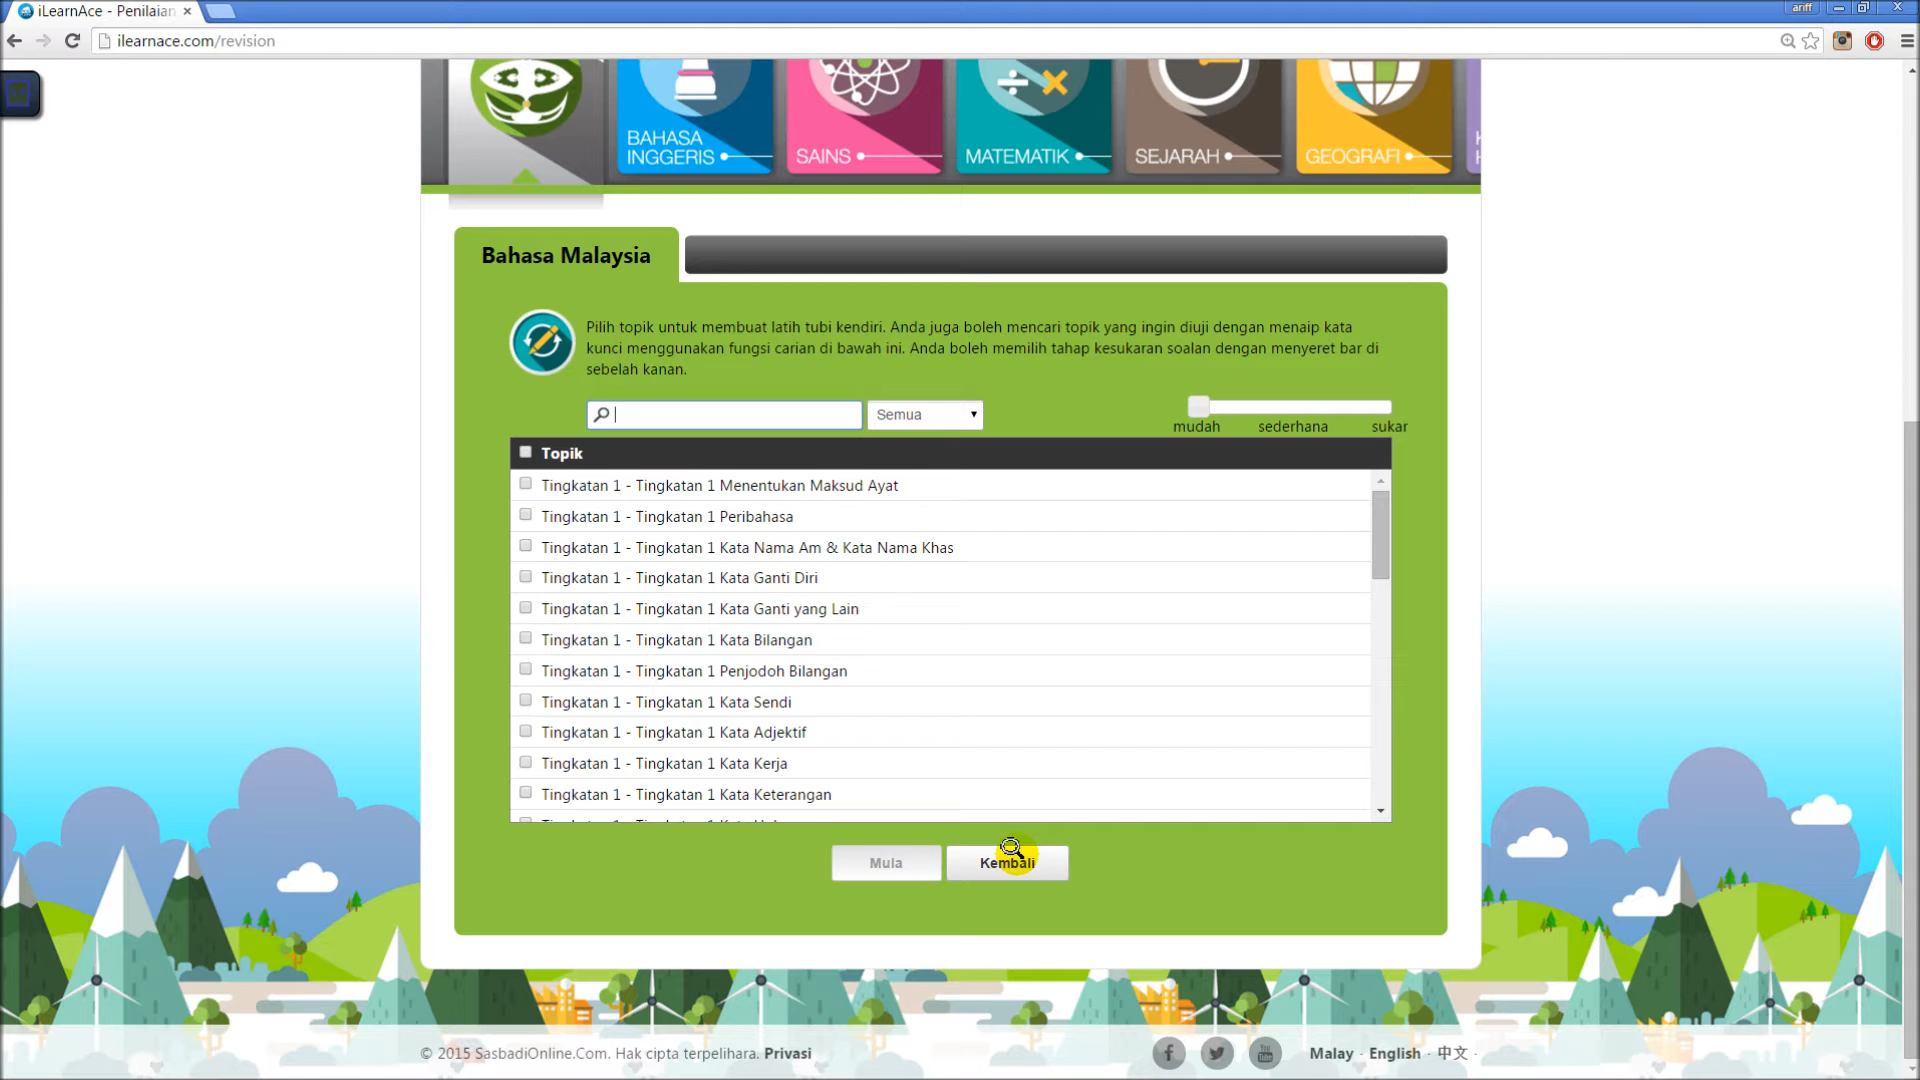 iLearnAce - Penilaian
ariff
ilearnace.com/revision
BAHASA
INGGERIS
SAINS
MATEMATIK
SEJARAH
GEOGRAFI
Bahasa Malaysia
Pilih topik untuk membuat latih tubi kendiri. Anda juga boleh mencari topik yang ingin diuji dengan menaip kata
kunci menggunakan fungsi carian di bawah ini. Anda boleh memilih tahap kesukaran soalan dengan menyeret bar di
sebelah kanan.
Semua
mudah sederhana sukar
Topik
Tingkatan 1 - Tingkatan 1 Menentukan Maksud Ayat
Tingkatan 1 - Tingkatan 1 Peribahasa
Tingkatan 1 - Tingkatan 1 Kata Nama Am & Kata Nama Khas
Tingkatan 1 - Tingkatan 1 Kata Ganti Diri
Tingkatan 1 - Tingkatan 1 Kata Ganti yang Lain
Tingkatan 1 - Tingkatan 1 Kata Bilangan
Tingkatan 1 - Tingkatan 1 Penjodoh Bilangan
Tingkatan 1 - Tingkatan 1 Kata Sendi
Tingkatan 1 - Tingkatan 1 Kata Adjektif
Tingkatan 1 - Tingkatan 1 Kata Kerja
Tingkatan 1 - Tingkatan 1 Kata Keterangan
Mula Kembali
© 2015 SasbadiOnline.Com. Hak cipta terpelihara. Privasi
Malay · English · 中文 ·